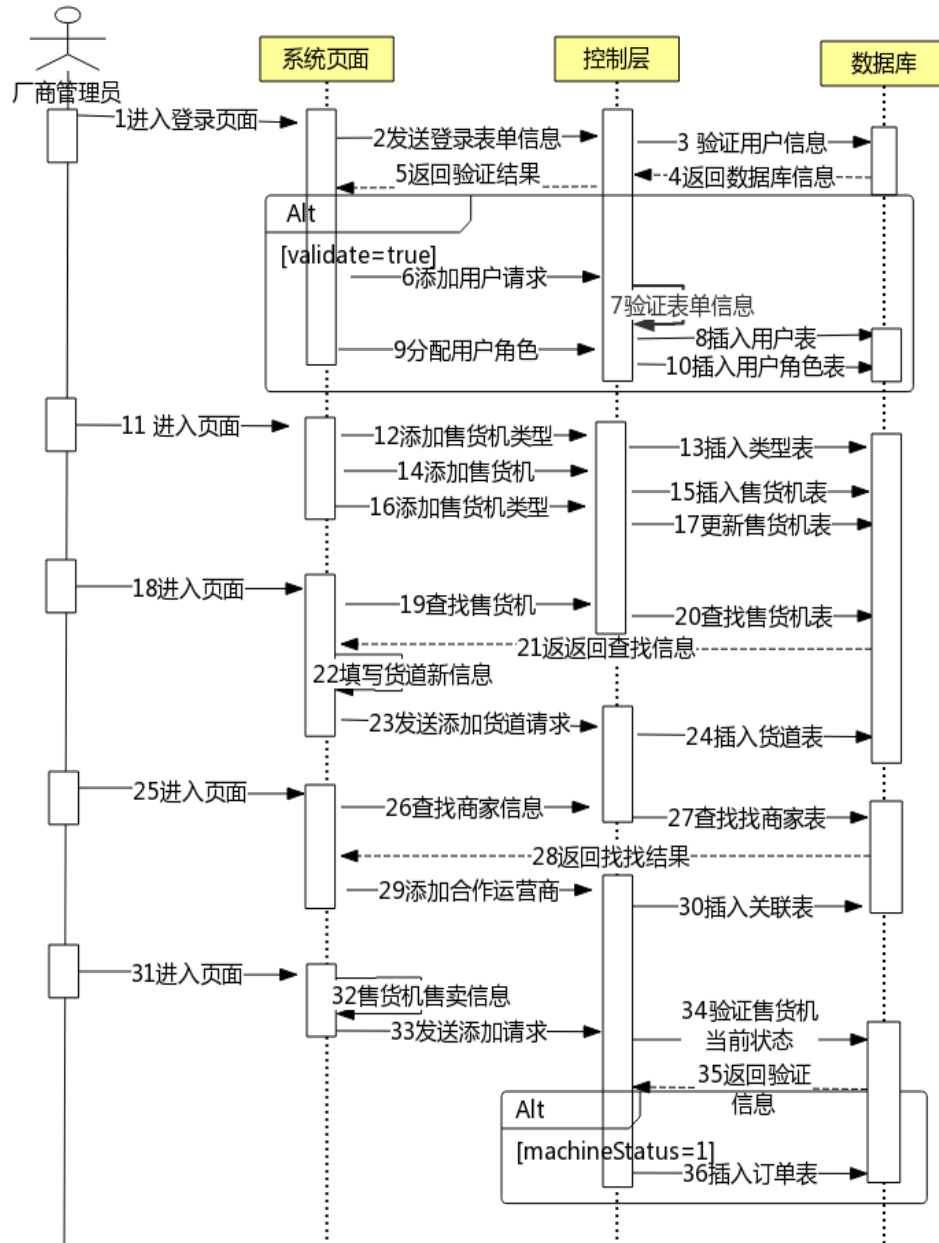 厂商管理员
系统页面
控制层
数据库
1进入登录页面
2发送登录表单信息
3 验证用户信息
4返回数据库信息
5返回验证结果
Alt
[validate=true]
6添加用户请求
7验证表单信息
8插入用户表
9分配用户角色
10插入用户角色表
11 进入页面
12添加售货机类型
13插入类型表
14添加售货机
15插入售货机表
16添加售货机类型
17更新售货机表
18进入页面
19查找售货机
20查找售货机表
21返返回查找信息
22填写货道新信息
23发送添加货道请求
24插入货道表
25进入页面
26查找商家信息
27查找找商家表
28返回找找结果
29添加合作运营商
30插入关联表
31进入页面
32售货机售卖信息
33发送添加请求
34验证售货机
当前状态
35返回验证
信息
Alt
[machineStatus=1]
36插入订单表